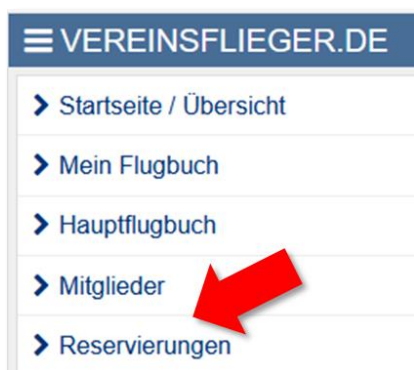 VEREINSFLIEGER.DE
Startseite / Übersicht
Mein Flugbuch
Hauptflugbuch
Mitglieder
Reservierungen